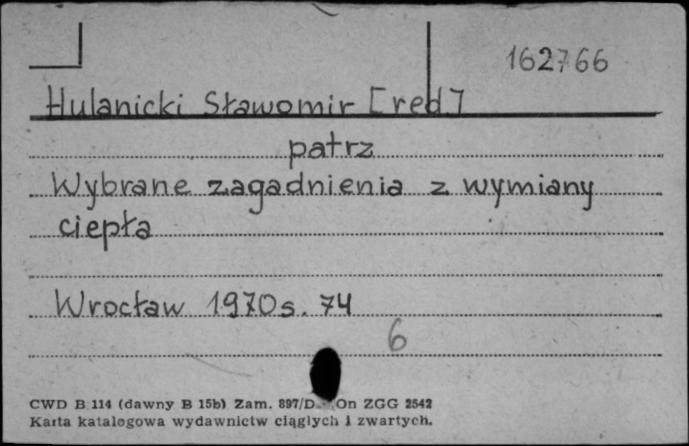 162766
Hulanicki Sławomir [red]
patrz
Wybrane zagadnienia z wymiany
ciepła
Wrocław 1970 s. 74
6
CWD B 114 (dawny B 15b) Zam. 897/D On ZGG 2542
Karta katalogowa wydawnictw ciągłych i zwartych.